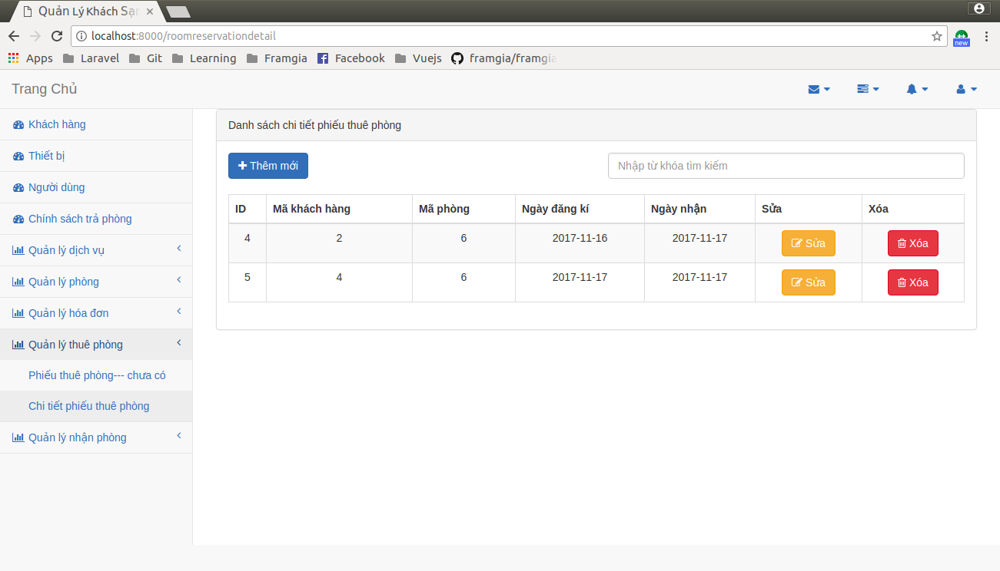 Quản Lý Khách Sạn
localhost:8000/roomreservationdetail
new
Apps Laravel Git Learning Framgia Facebook Vuejs framgia/framgia
Trang Chủ
Khách hàng
Thiết bị
Người dùng
Chính sách trả phòng
Quản lý dịch vụ
Quản lý phòng
Quản lý hóa đơn
Quản lý thuê phòng
Phiếu thuê phòng--- chưa có
Chi tiết phiếu thuê phòng
Quản lý nhận phòng
Danh sách chi tiết phiếu thuê phòng
Thêm mới
Nhập từ khóa tìm kiếm
ID Mã khách hàng Mã phòng Ngày đăng kí Ngày nhận Sửa Xóa
4 2 6 2017-11-16 2017-11-17 Sửa Xóa
5 4 6 2017-11-17 2017-11-17 Sửa Xóa